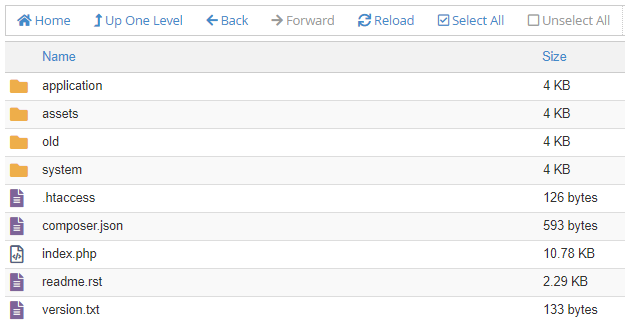 Home Up One Level Back Forward Reload Select All Unselect All
Name Size
application 4 KB
assets 4 KB
old 4 KB
system 4 KB
.htaccess 126 bytes
composer.json 593 bytes
index.php 10.78 KB
readme.rst 2.29 KB
version.txt 133 bytes